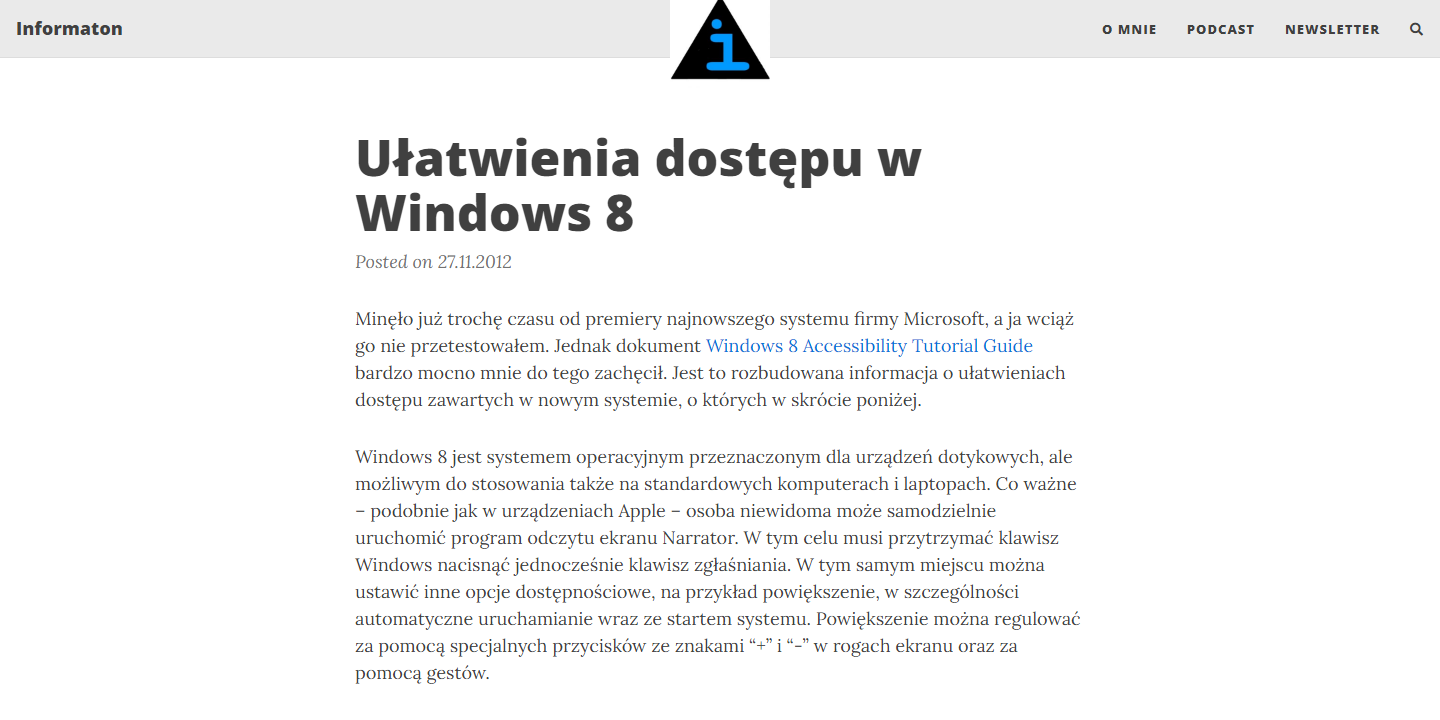 Informaton
i
O MNIE
PODCAST
NEWSLETTER
Ułatwienia dostępu w
Windows 8
Posted on 27.11.2012
Minęło już trochę czasu od premiery najnowszego systemu firmy Microsoft, a ja wciąż
go nie przetestowałem. Jednak dokument Windows 8 Accessibility Tutorial Guide
bardzo mocno mnie do tego zachęcił. Jest to rozbudowana informacja o ułatwieniach
dostępu zawartych w nowym systemie, o których w skrócie poniżej.
Windows 8 jest systemem operacyjnym przeznaczonym dla urządzeń dotykowych, ale
możliwym do stosowania także na standardowych komputerach i laptopach. Co ważne
– podobnie jak w urządzeniach Apple – osoba niewidoma może samodzielnie
uruchomić program odczytu ekranu Narrator. W tym celu musi przytrzymać klawisz
Windows nacisnąć jednocześnie klawisz zgłaśniania. W tym samym miejscu można
ustawić inne opcje dostępnościowe, na przykład powiększenie, w szczególności
automatyczne uruchamianie wraz ze startem systemu. Powiększenie można regulować
za pomocą specjalnych przycisków ze znakami “+” i “-” w rogach ekranu oraz za
pomocą gestów.